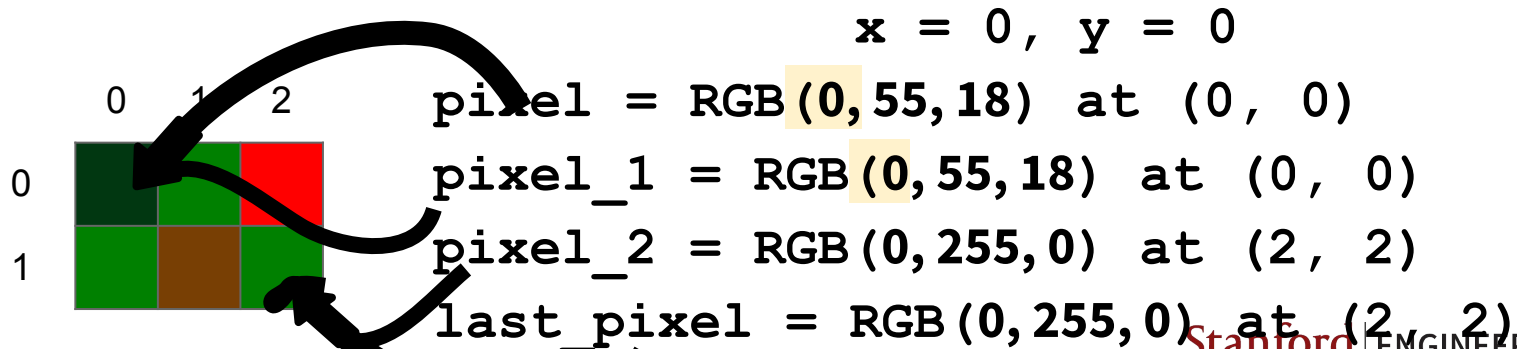 x = 0, y = 0
0 1 2
pixel = RGB(0,55,18) at (0, 0)
0
pixel_1 = RGB(0,55,18) at (0, 0)
pixel_2 = RGB(0,255,0) at (2, 2)
1
last_pixel = RGB(0,255,0) at (2, 2)
Stanford | ENGINEER